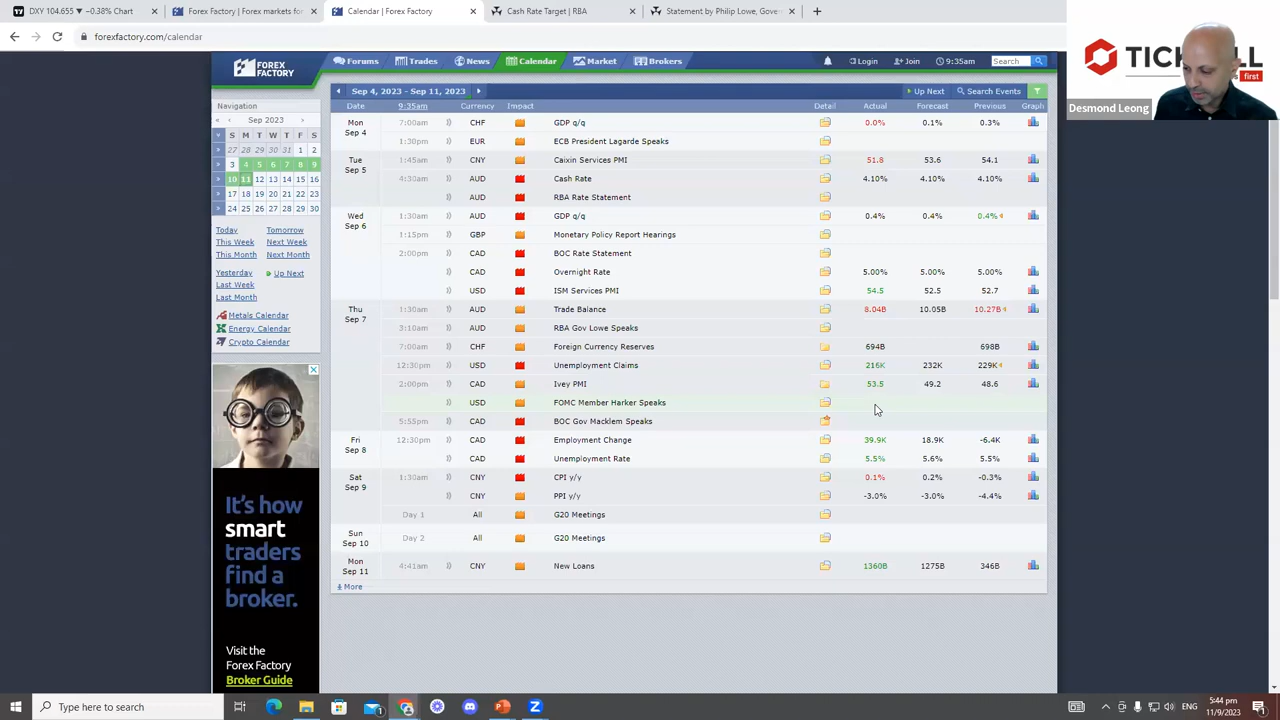 DXY 104.655 ▼ −0.38% Chart
Forex Factory | Forex markets for
Calendar | Forex Factory
Cash Rate Target | RBA
Statement by Philip Lowe, Gover
forexfactory.com/calendar
TICK LL
first
Desmond Leong
FOREX FACTORY
Forums Trades News Calendar Market Brokers Login Join 9:35am Search
Sep 4, 2023 - Sep 11, 2023 Up Next Search Events
Date 9:35am Currency Impact Detail Actual Forecast Previous Graph
Mon Sep 4 7:00am CHF GDP q/q 0.0% 0.1% 0.3%
1:30pm EUR ECB President Lagarde Speaks
Tue Sep 5 1:45am CNY Caixin Services PMI 51.8 53.6 54.1
4:30am AUD Cash Rate 4.10% 4.10% 4.10%
AUD RBA Rate Statement
Wed Sep 6 1:30am AUD GDP q/q 0.4% 0.4% 0.4%
1:15pm GBP Monetary Policy Report Hearings
2:00pm CAD BOC Rate Statement
CAD Overnight Rate 5.00% 5.00% 5.00%
USD ISM Services PMI 54.5 52.5 52.7
Thu Sep 7 1:30am AUD Trade Balance 8.04B 10.05B 10.27B
3:10am AUD RBA Gov Lowe Speaks
7:00am CHF Foreign Currency Reserves 694B 698B
12:30pm USD Unemployment Claims 216K 232K 229K
2:00pm CAD Ivey PMI 53.5 49.2 48.6
USD FOMC Member Harker Speaks
5:55pm CAD BOC Gov Macklem Speaks
Fri Sep 8 12:30pm CAD Employment Change 39.9K 18.9K -6.4K
CAD Unemployment Rate 5.5% 5.6% 5.5%
Sat Sep 9 1:30am CNY CPI y/y 0.1% 0.2% -0.3%
CNY PPI y/y -3.0% -3.0% -4.4%
Day 1 All G20 Meetings
Sun Sep 10 Day 2 All G20 Meetings
Mon Sep 11 4:41am CNY New Loans 1360B 1275B 346B
More
Navigation
Sep 2023
S M T W T F S
27 28 29 30 31 1 2
3 4 5 6 7 8 9
10 11 12 13 14 15 16
17 18 19 20 21 22 23
24 25 26 27 28 29 30
Today Tomorrow
This Week Next Week
This Month Next Month
Yesterday Up Next
Last Week
Last Month
Metals Calendar
Energy Calendar
Crypto Calendar
It's how
smart
traders
find a
broker.
Visit the
Forex Factory
Broker Guide
Type here to search
ENG
5:44 pm
11/9/2023